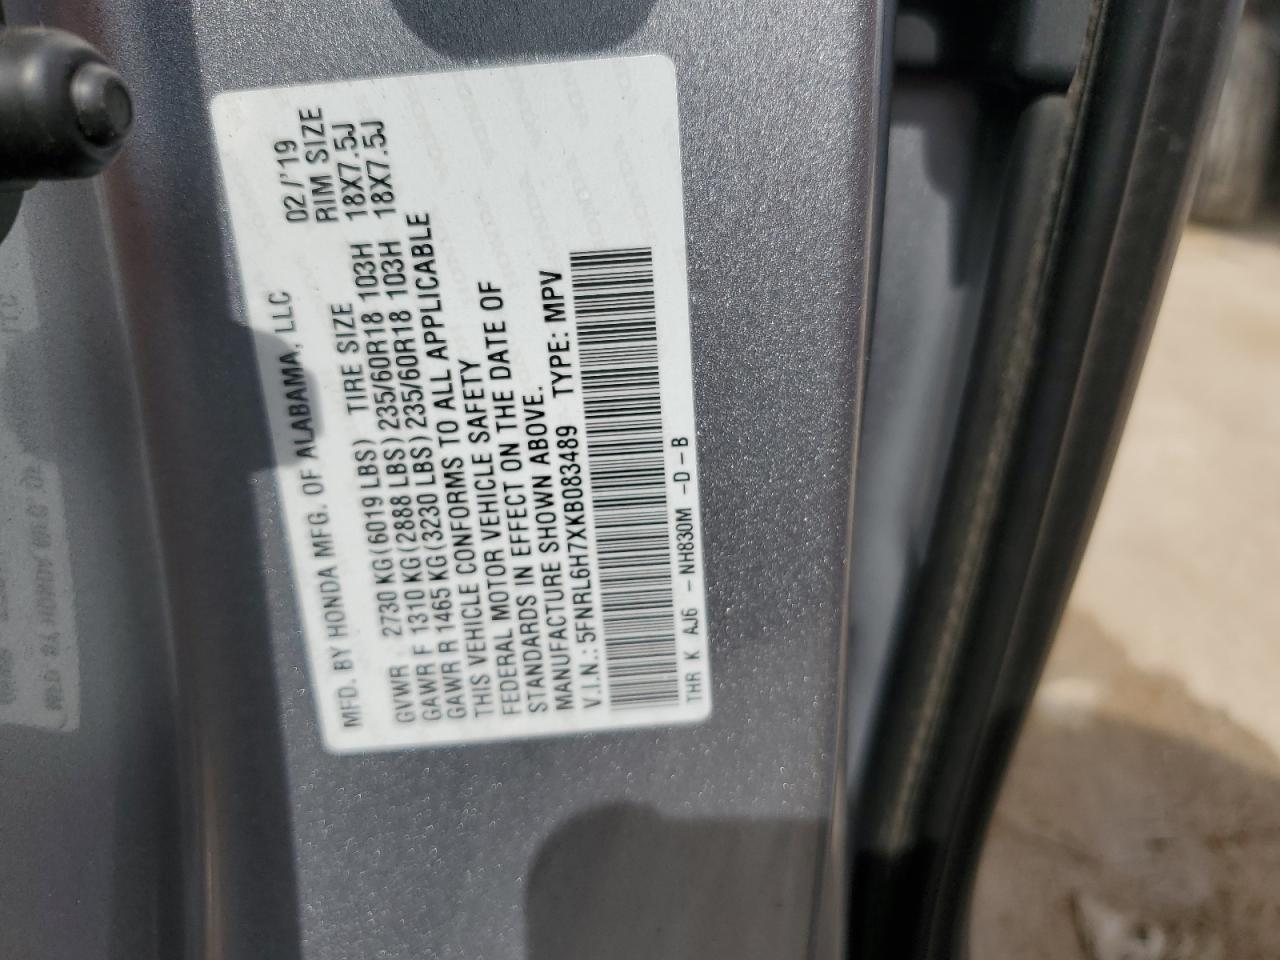 MFD. BY HONDA MFG. OF ALABAMA, LLC 02/'19
GVWR 2730 KG(6019 LBS) TIRE SIZE RIM SIZE
GAWR F 1310 KG(2888 LBS) 235/60R18 103H 18X7.5J
GAWR R 1465 KG(3230 LBS) 235/60R18 103H 18X7.5J
THIS VEHICLE CONFORMS TO ALL APPLICABLE
FEDERAL MOTOR VEHICLE SAFETY
STANDARDS IN EFFECT ON THE DATE OF
MANUFACTURE SHOWN ABOVE.
V.I.N.: 5FNRL6H7XKB083489 TYPE: MPV
THR K AJ6 - NH830M -D-B